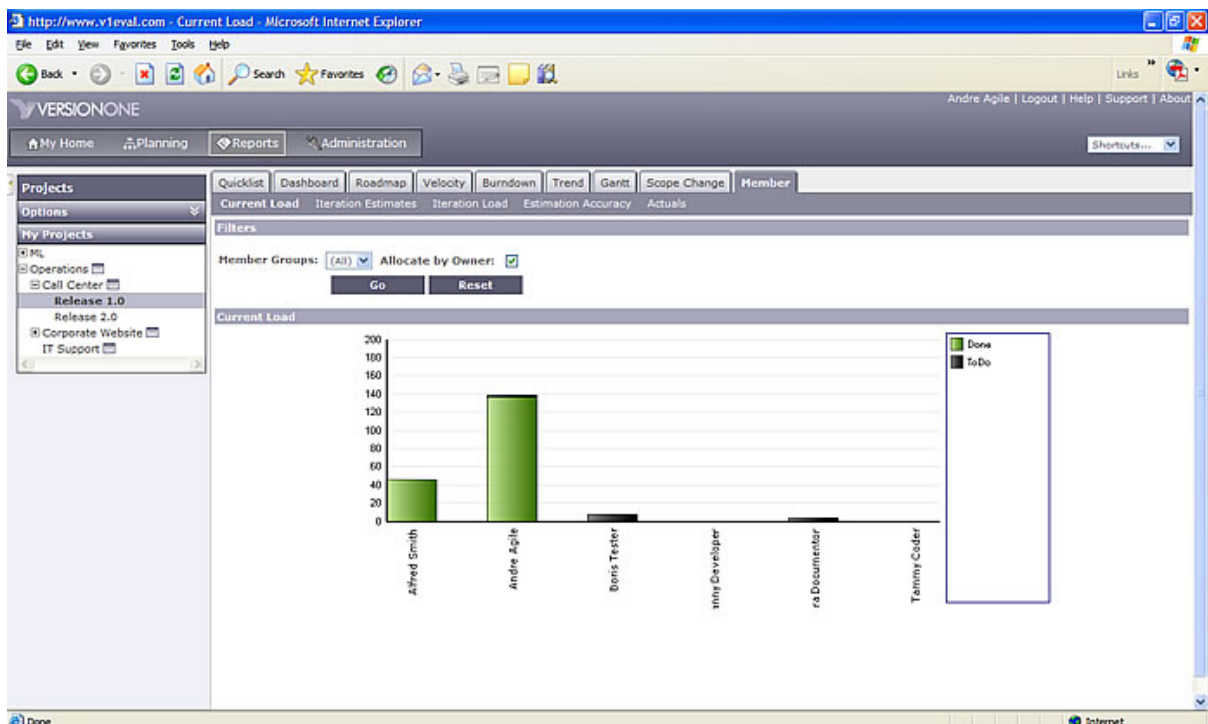 http://www.v1eval.com - Current Load - Microsoft Internet Explorer
File Edit View Favorites Tools Help
Back Search Favorites Links »
VERSIONONE
Andre Agile | Logout | Help | Support | About
My Home Planning Reports Administration
Shortcuts...
Projects
Options
My Projects
ML
Operations
Call Center
Release 1.0
Release 2.0
Corporate Website
IT Support
Quicklist Dashboard Roadmap Velocity Burndown Trend Gantt Scope Change Member
Current Load Iteration Estimates Iteration Load Estimation Accuracy Actuals
Filters
Member Groups: (All) Allocate by Owner:
Go Reset
Current Load
200
180
160
140
120
100
80
60
40
20
0
Alfred Smith
Andre Agile
Boris Tester
anny Developer
ra Documentor
Tammy Coder
Done
ToDo
Done
Internet